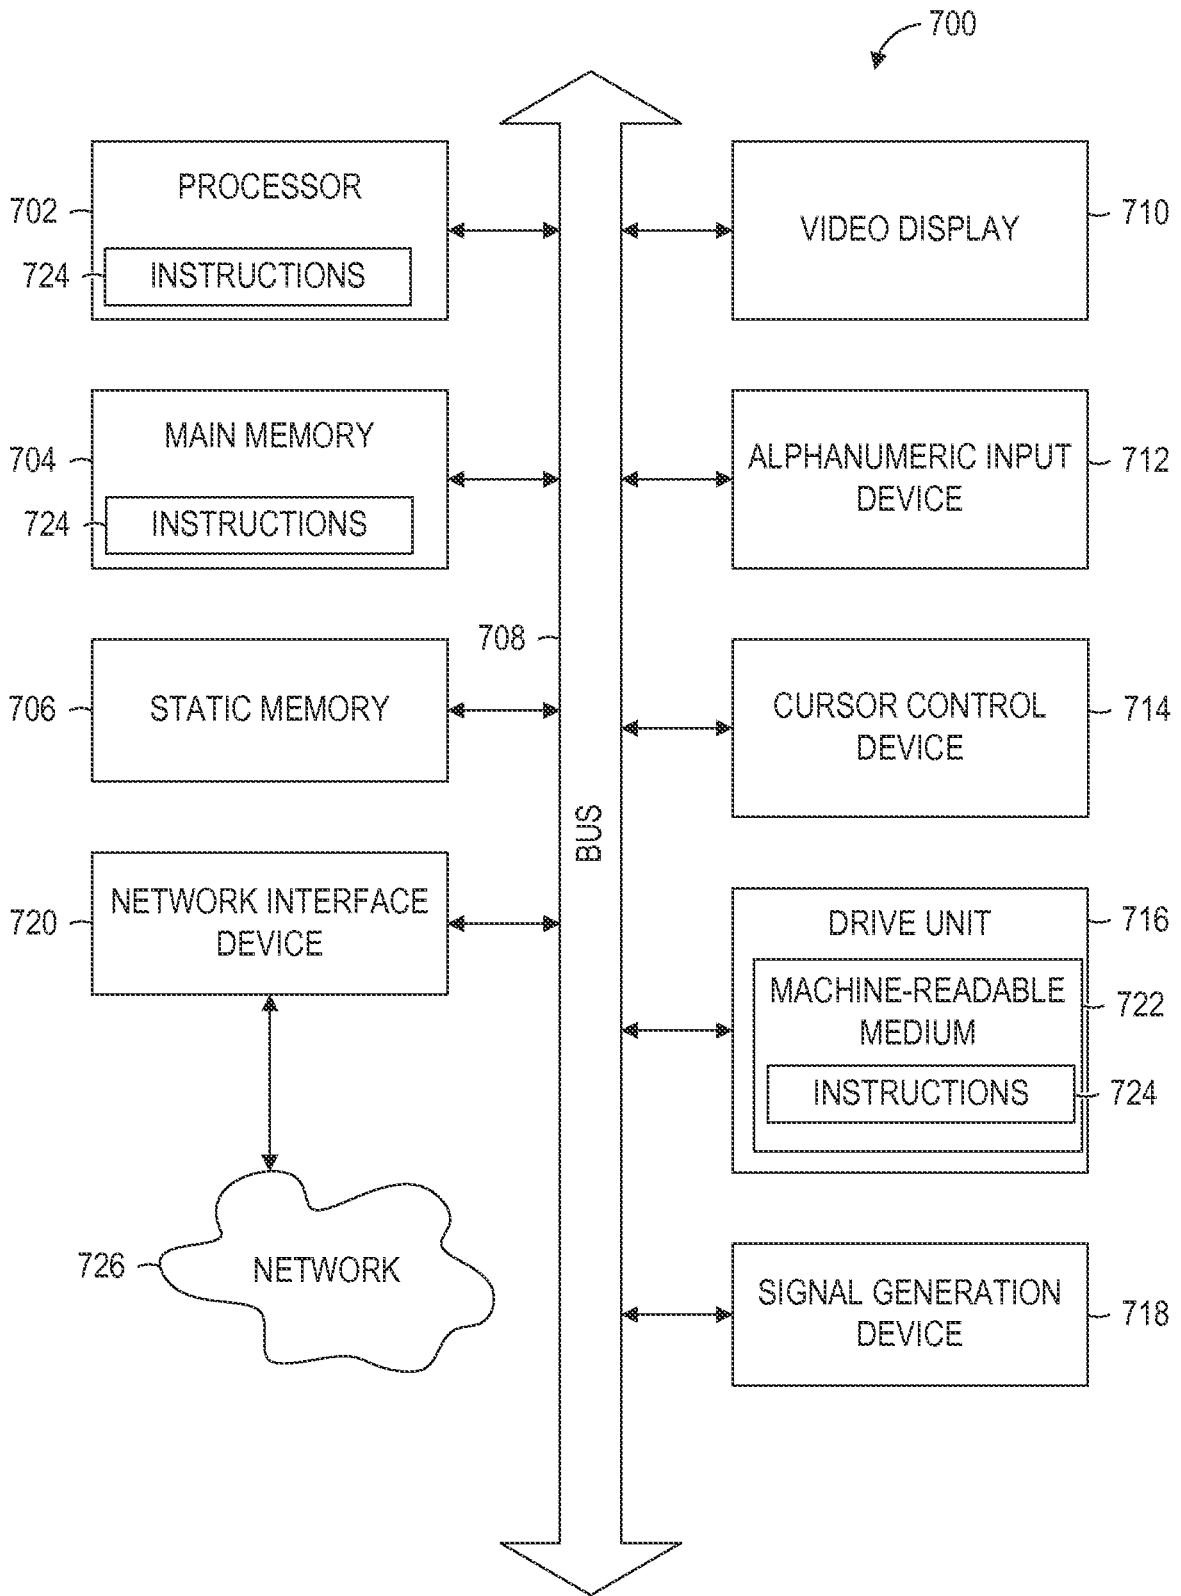 700
PROCESSOR
702
724
INSTRUCTIONS
MAIN MEMORY
704
724
INSTRUCTIONS
708
706
STATIC MEMORY
BUS
720
NETWORK INTERFACE
DEVICE
726
NETWORK
VIDEO DISPLAY
710
ALPHANUMERIC INPUT
DEVICE
712
CURSOR CONTROL
DEVICE
714
DRIVE UNIT
716
MACHINE-READABLE
MEDIUM
722
INSTRUCTIONS
724
SIGNAL GENERATION
DEVICE
718